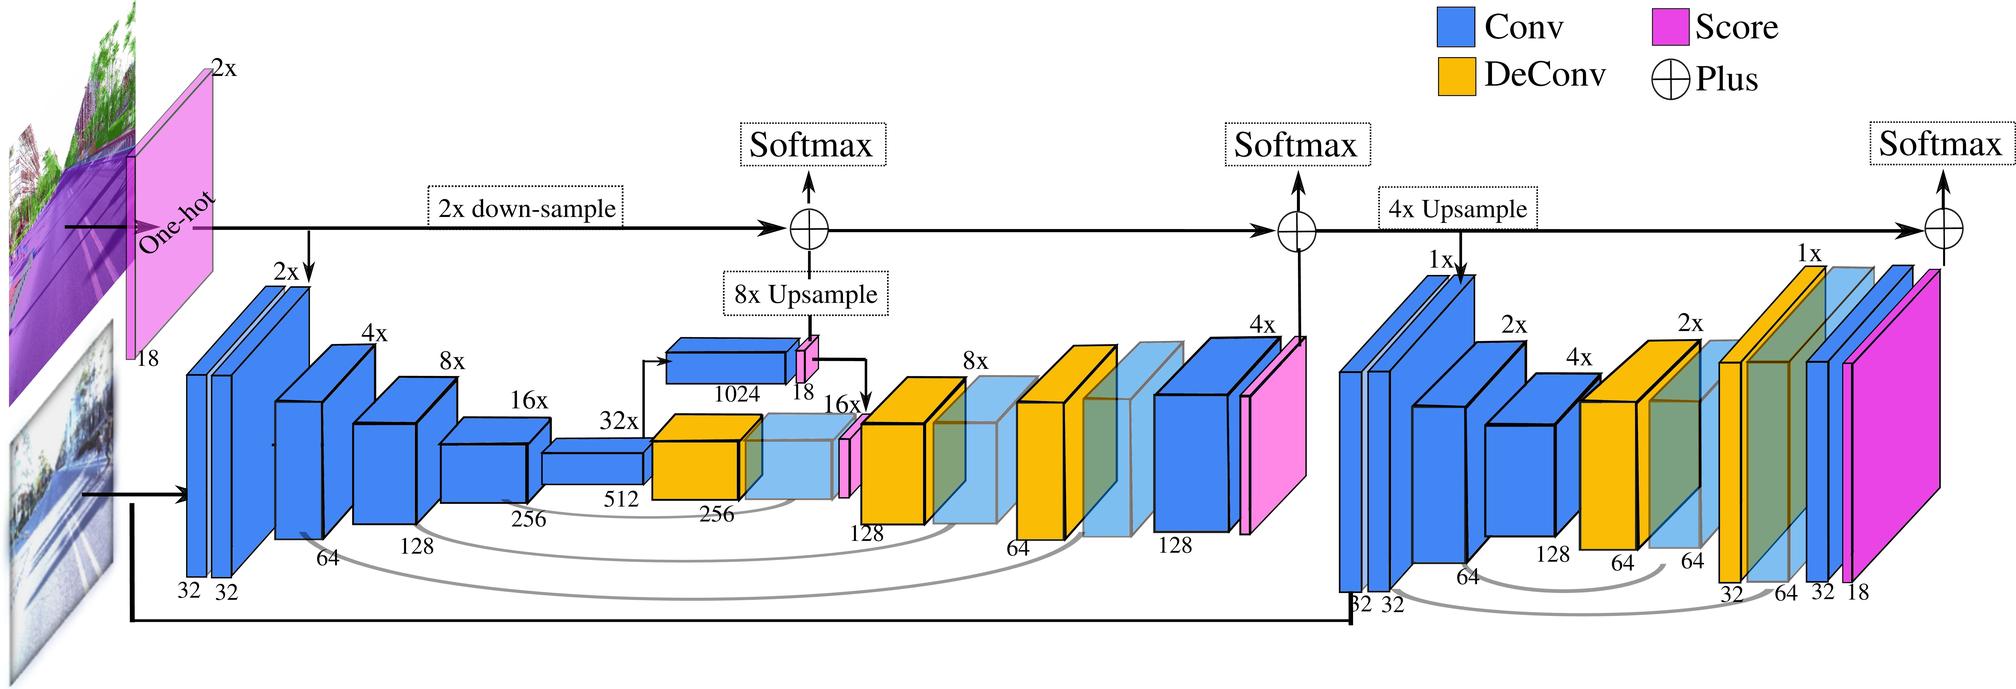 Conv
Score
DeConv
Plus
2x
One-hot
18
2x down-sample
Softmax
Softmax
4x Upsample
Softmax
8x Upsample
2x
4x
8x
16x
32x
1024
18
16x
8x
4x
1x
2x
4x
2x
1x
32
32
64
128
256
512
256
128
64
128
32
32
64
128
64
64
32
64
32
18